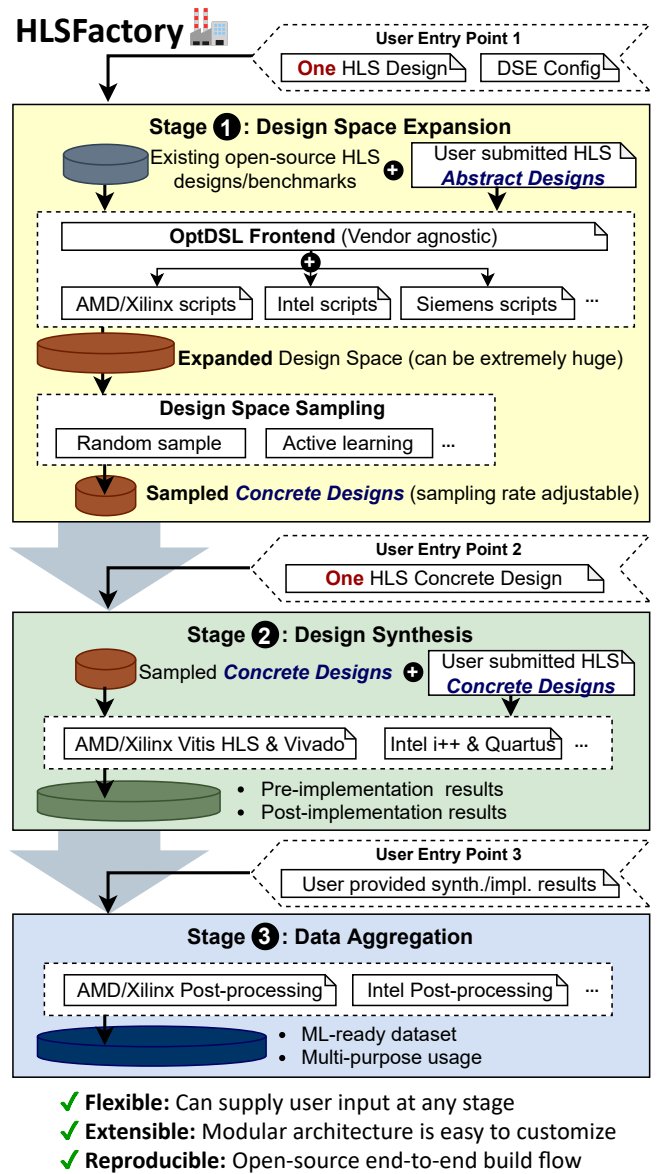 HLSFactory
User Entry Point 1
One HLS Design
DSE Config
Stage 1: Design Space Expansion
Existing open-source HLS
designs/benchmarks
+
User submitted HLS
Abstract Designs
OptDSL Frontend (Vendor agnostic)
+
AMD/Xilinx scripts
Intel scripts
Siemens scripts
...
Expanded Design Space (can be extremely huge)
Design Space Sampling
Random sample
Active learning
...
Sampled Concrete Designs (sampling rate adjustable)
User Entry Point 2
One HLS Concrete Design
Stage 2: Design Synthesis
Sampled Concrete Designs
+
User submitted HLS
Concrete Designs
AMD/Xilinx Vitis HLS & Vivado
Intel i++ & Quartus
...
• Pre-implementation results
• Post-implementation results
User Entry Point 3
User provided synth./impl. results
Stage 3: Data Aggregation
AMD/Xilinx Post-processing
Intel Post-processing
...
• ML-ready dataset
• Multi-purpose usage
✓ Flexible: Can supply user input at any stage
✓ Extensible: Modular architecture is easy to customize
✓ Reproducible: Open-source end-to-end build flow